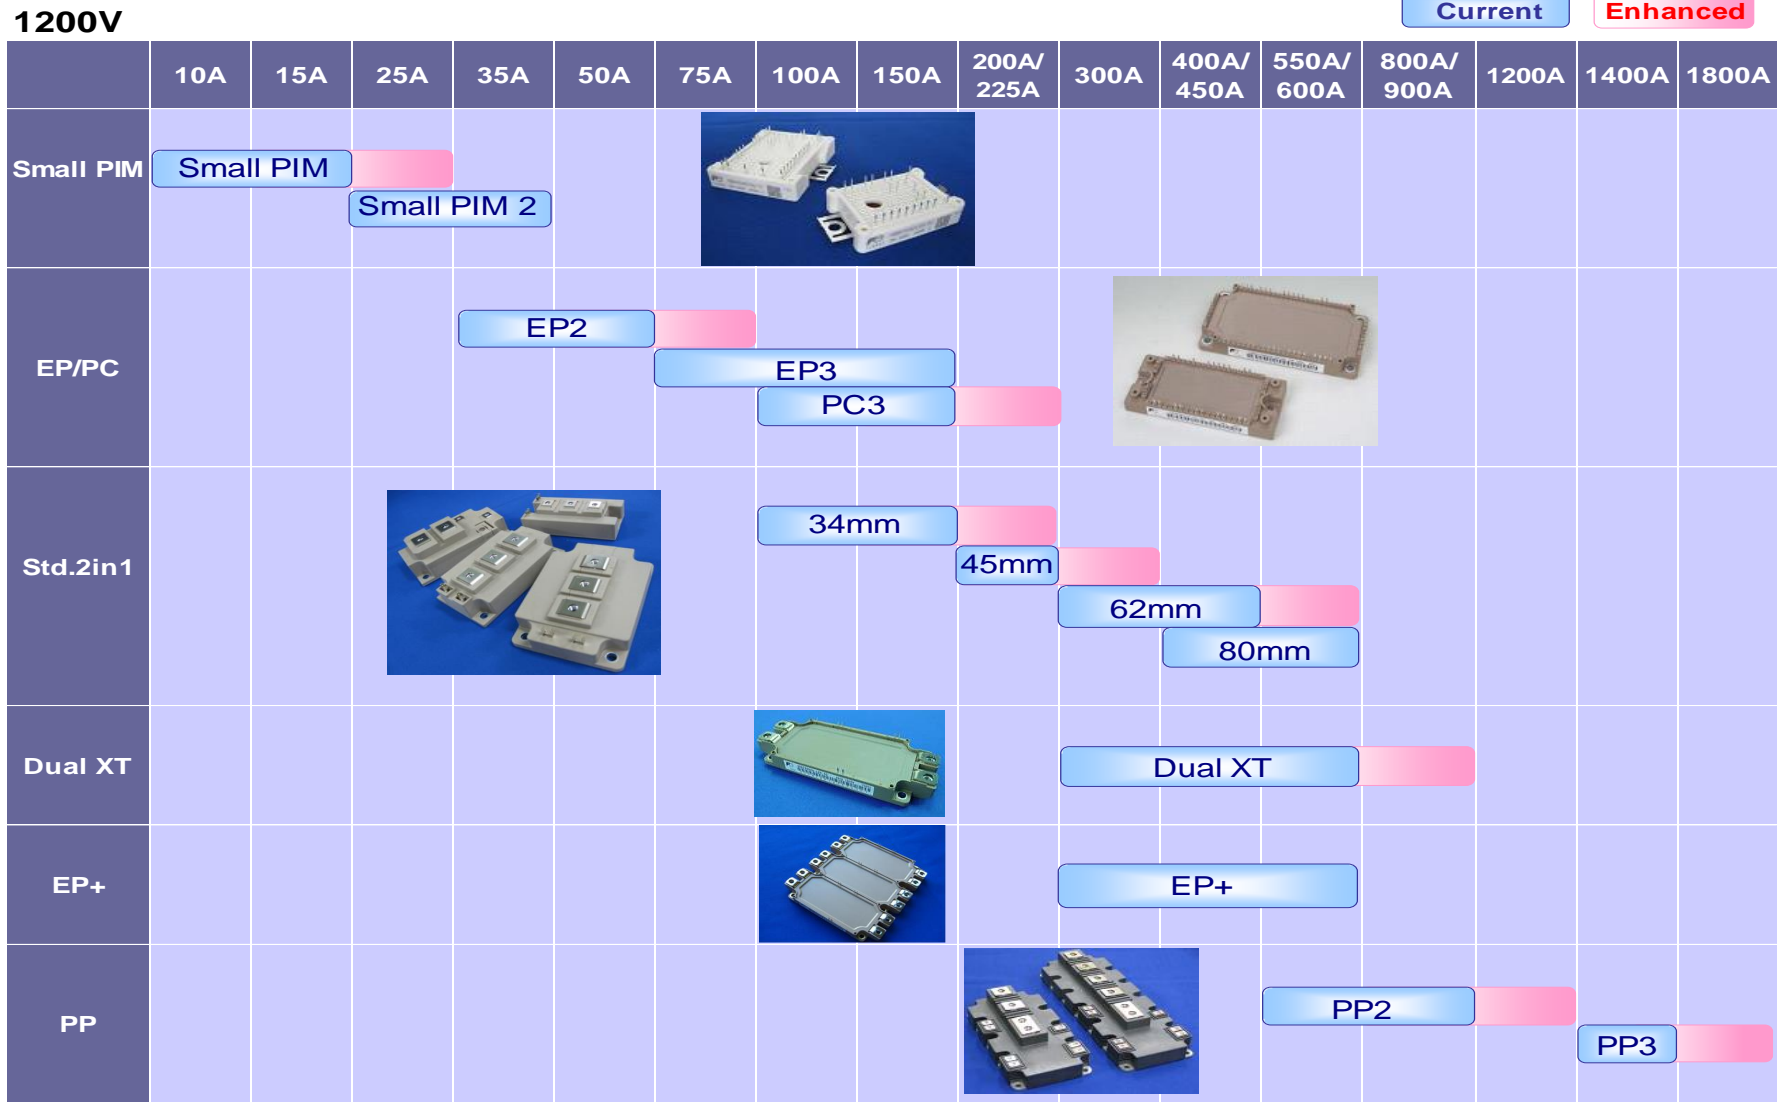 1200V
Current
Enhanced
10A 15A 25A 35A 50A 75A 100A 150A 200A/ 225A 300A 400A/ 450A 550A/ 600A 800A/ 900A 1200A 1400A 1800A
Small PIM
Small PIM
Small PIM 2
EP/PC
EP2
EP3
PC3
Std.2in1
34mm
45mm
62mm
80mm
Dual XT
Dual XT
EP+
EP+
PP
PP2
PP3